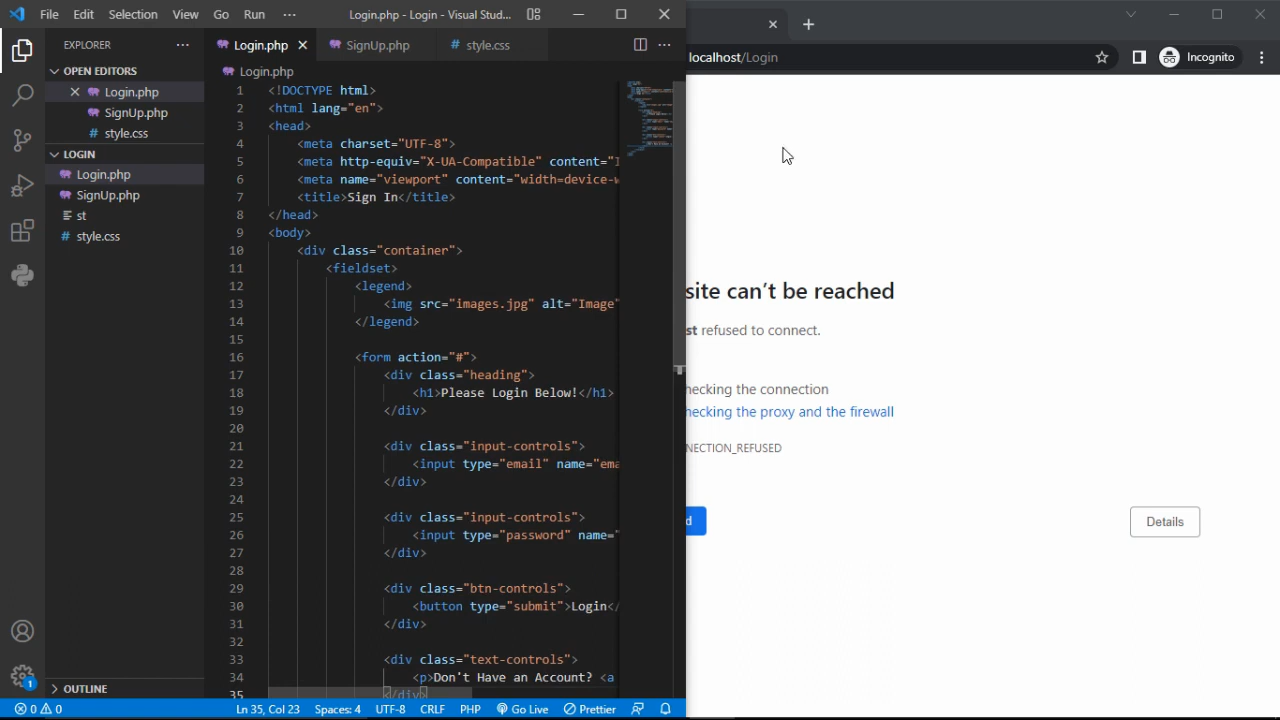 File Edit Selection View Go Run ··· Login.php - Login - Visual Stud...
EXPLORER
OPEN EDITORS
Login.php
SignUp.php
style.css
LOGIN
Login.php
SignUp.php
st
style.css
OUTLINE
Login.php SignUp.php style.css
Login.php
1 <!DOCTYPE html>
2 <html lang="en">
3 <head>
4 <meta charset="UTF-8">
5 <meta http-equiv="X-UA-Compatible" content="I
6 <meta name="viewport" content="width=device-w
7 <title>Sign In</title>
8 </head>
9 <body>
10 <div class="container">
11 <fieldset>
12 <legend>
13 <img src="images.jpg" alt="Image"
14 </legend>
15
16 <form action="#">
17 <div class="heading">
18 <h1>Please Login Below!</h1>
19 </div>
20
21 <div class="input-controls">
22 <input type="email" name="ema
23 </div>
24
25 <div class="input-controls">
26 <input type="password" name="
27 </div>
28
29 <div class="btn-controls">
30 <button type="submit">Login</
31 </div>
32
33 <div class="text-controls">
34 <p>Don't Have an Account? <a
35 </div>
1
0 0 Ln 35, Col 23 Spaces: 4 UTF-8 CRLF PHP Go Live Prettier
localhost/Login Incognito
site can't be reached
st refused to connect.
hecking the connection
hecking the proxy and the firewall
NECTION_REFUSED
d Details